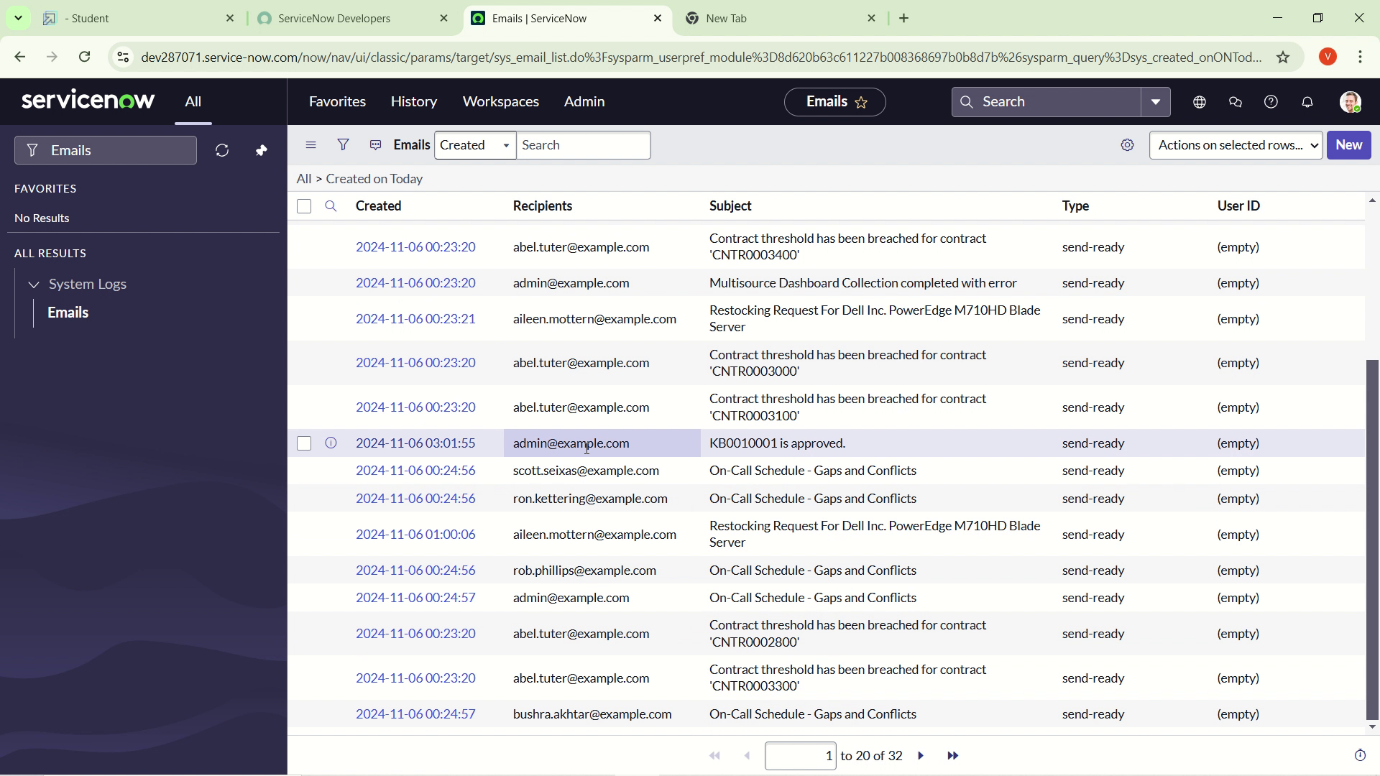 - Student
ServiceNow Developers
Emails | ServiceNow
New Tab
dev287071.service-now.com/now/nav/ui/classic/params/target/sys_email_list.do%3Fsysparm_userpref_module%3D8d620b63c611227b008368697b0b8d7b%26sysparm_query%3Dsys_created_onONTod...
V
servicenow
All
Favorites
History
Workspaces
Admin
Emails
Search
Emails
FAVORITES
No Results
ALL RESULTS
System Logs
Emails
Emails
Created
Search
Actions on selected rows...
New
All > Created on Today
Created Recipients Subject Type User ID
2024-11-06 00:23:20 abel.tuter@example.com Contract threshold has been breached for contract send-ready (empty)
'CNTR0003400'
2024-11-06 00:23:20 admin@example.com Multisource Dashboard Collection completed with error send-ready (empty)
2024-11-06 00:23:21 aileen.mottern@example.com Restocking Request For Dell Inc. PowerEdge M710HD Blade send-ready (empty)
Server
2024-11-06 00:23:20 abel.tuter@example.com Contract threshold has been breached for contract send-ready (empty)
'CNTR0003000'
2024-11-06 00:23:20 abel.tuter@example.com Contract threshold has been breached for contract send-ready (empty)
'CNTR0003100'
2024-11-06 03:01:55 admin@example.com KB0010001 is approved. send-ready (empty)
2024-11-06 00:24:56 scott.seixas@example.com On-Call Schedule - Gaps and Conflicts send-ready (empty)
2024-11-06 00:24:56 ron.kettering@example.com On-Call Schedule - Gaps and Conflicts send-ready (empty)
2024-11-06 01:00:06 aileen.mottern@example.com Restocking Request For Dell Inc. PowerEdge M710HD Blade send-ready (empty)
Server
2024-11-06 00:24:56 rob.phillips@example.com On-Call Schedule - Gaps and Conflicts send-ready (empty)
2024-11-06 00:24:57 admin@example.com On-Call Schedule - Gaps and Conflicts send-ready (empty)
2024-11-06 00:23:20 abel.tuter@example.com Contract threshold has been breached for contract send-ready (empty)
'CNTR0002800'
2024-11-06 00:23:20 abel.tuter@example.com Contract threshold has been breached for contract send-ready (empty)
'CNTR0003300'
2024-11-06 00:24:57 bushra.akhtar@example.com On-Call Schedule - Gaps and Conflicts send-ready (empty)
1 to 20 of 32